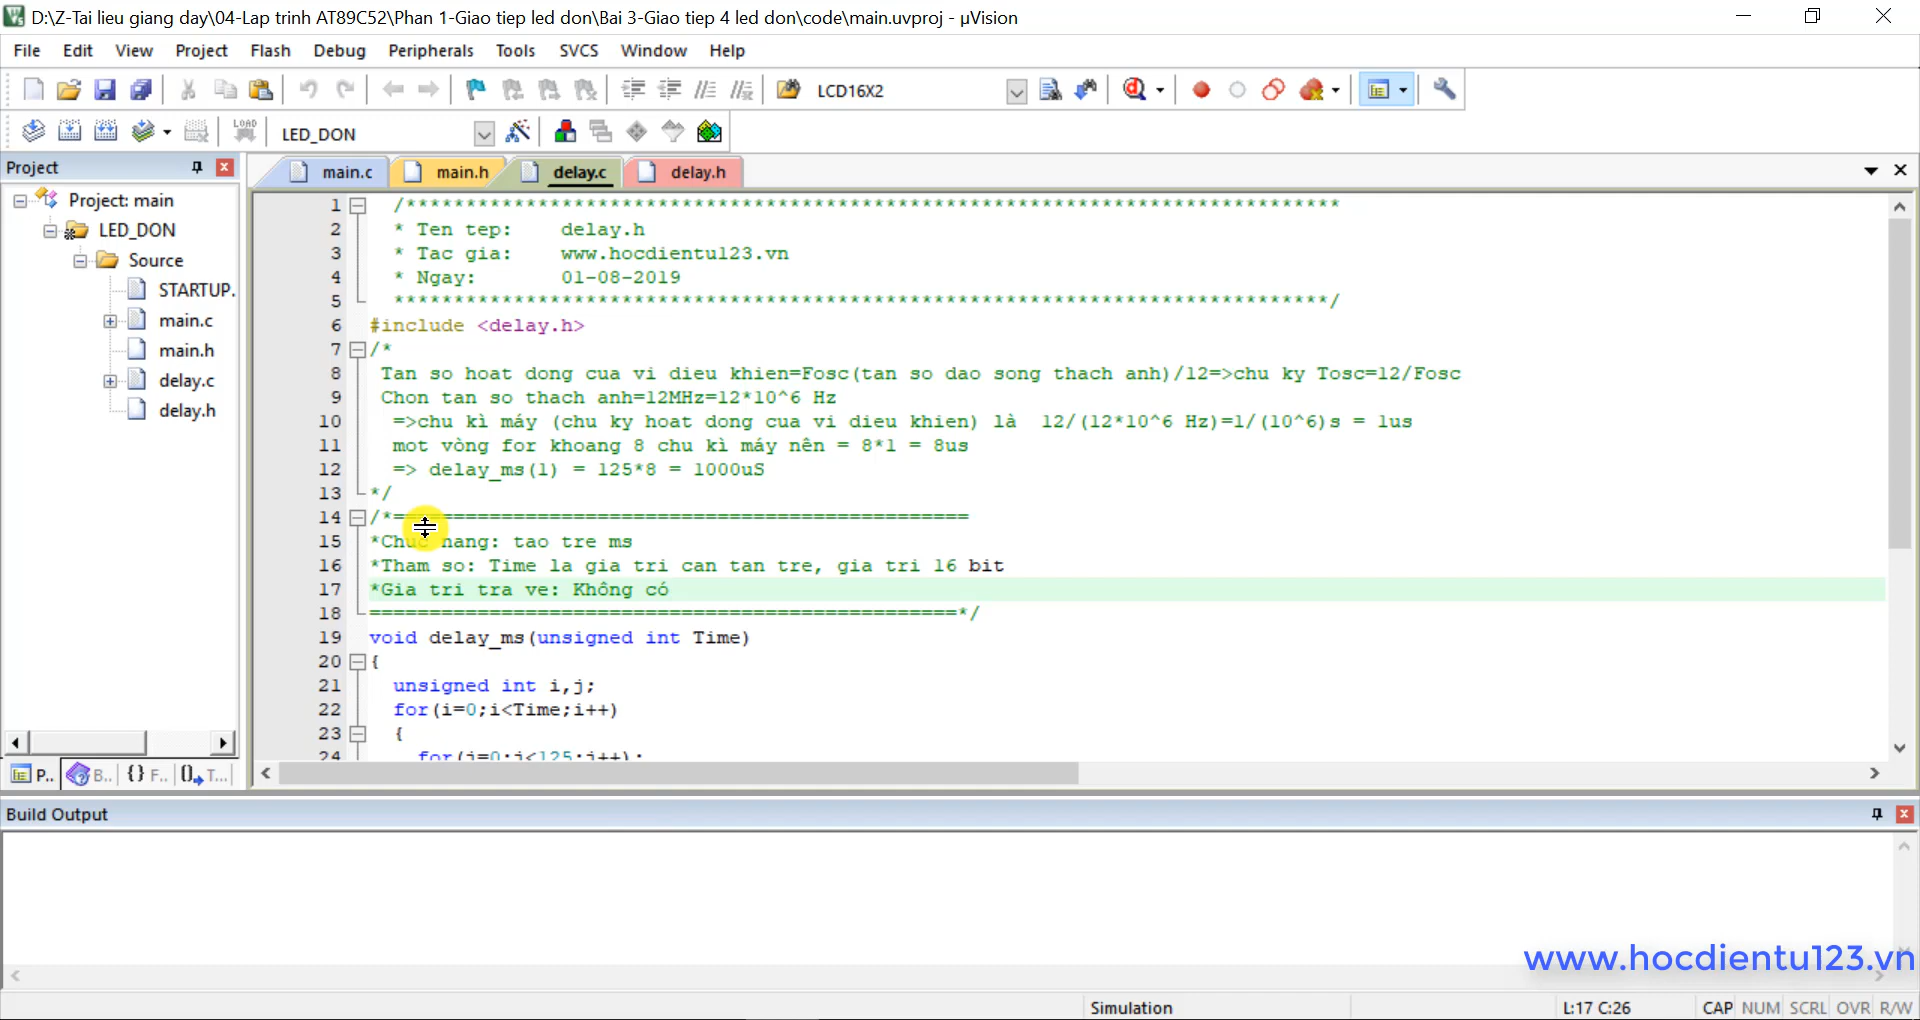 D:\Z-Tai lieu giang day\04-Lap trinh AT89C52\Phan 1-Giao tiep led don\Bai 3-Giao tiep 4 led don\code\main.uvproj - µVision
File Edit View Project Flash Debug Peripherals Tools SVCS Window Help
LCD16X2
LOAD LED_DON
Project
main.c main.h delay.c delay.h
Project: main
LED_DON
Source
STARTUP.
main.c
main.h
delay.c
delay.h
P.. B.. {} F.. T...
1 /******************************************************************************
2 * Ten tep: delay.h
3 * Tac gia: www.hocdientu123.vn
4 * Ngay: 01-08-2019
5 ******************************************************************************/
6 #include <delay.h>
7 /*
8 Tan so hoat dong cua vi dieu khien=Fosc(tan so dao song thach anh)/12=>chu ky Tosc=12/Fosc
9 Chon tan so thach anh=12MHz=12*10^6 Hz
10 =>chu kì máy (chu ky hoat dong cua vi dieu khien) là 12/(12*10^6 Hz)=1/(10^6)s = 1us
11 mot vòng for khoang 8 chu kì máy nên = 8*1 = 8us
12 => delay_ms(1) = 125*8 = 1000uS
13 */
14 /*================================================
15 *Chuc nang: tao tre ms
16 *Tham so: Time la gia tri can tan tre, gia tri 16 bit
17 *Gia tri tra ve: Không có
18 =================================================*/
19 void delay_ms(unsigned int Time)
20 {
21 unsigned int i,j;
22 for(i=0;i<Time;i++)
23 {
24 for(j=0;j<125;j++);
Build Output
www.hocdientu123.vn
Simulation L:17 C:26 CAP NUM SCRL OVR R/W